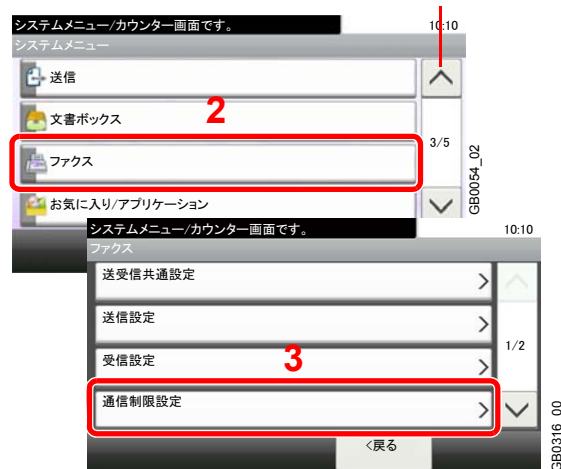 システムメニュー/カウンター画面です。
10:10
システムメニュー
送信
文書ボックス
2
3/5
ファクス
お気に入り/アプリケーション
GB0054_02
システムメニュー/カウンター画面です。
10:10
ファクス
送受信共通設定
送信設定
1/2
受信設定
3
通信制限設定
<戻る
GB0316_00